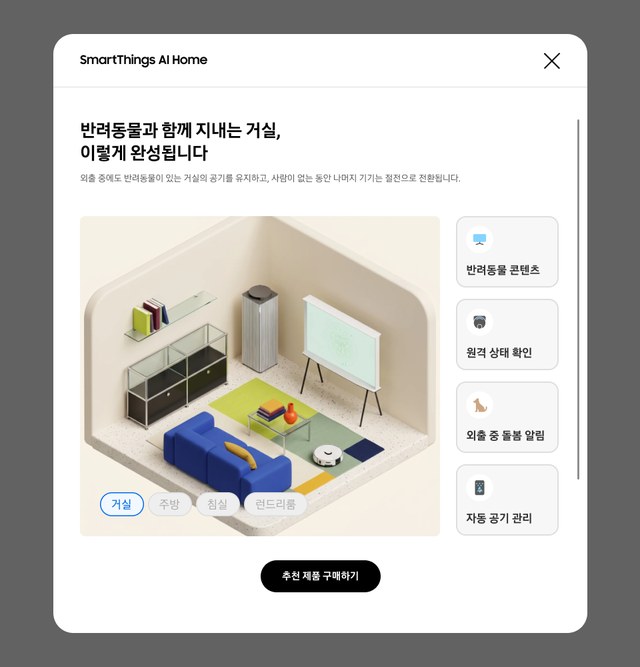 SmartThings AI Home
반려동물과 함께 지내는 거실,
이렇게 완성됩니다
외출 중에도 반려동물이 있는 거실의 공기를 유지하고, 사람이 없는 동안 나머지 기기는 절전으로 전환됩니다.
반려동물 콘텐츠
원격 상태 확인
외출 중 돌봄 알림
자동 공기 관리
거실
주방
침실
런드리룸
추천 제품 구매하기